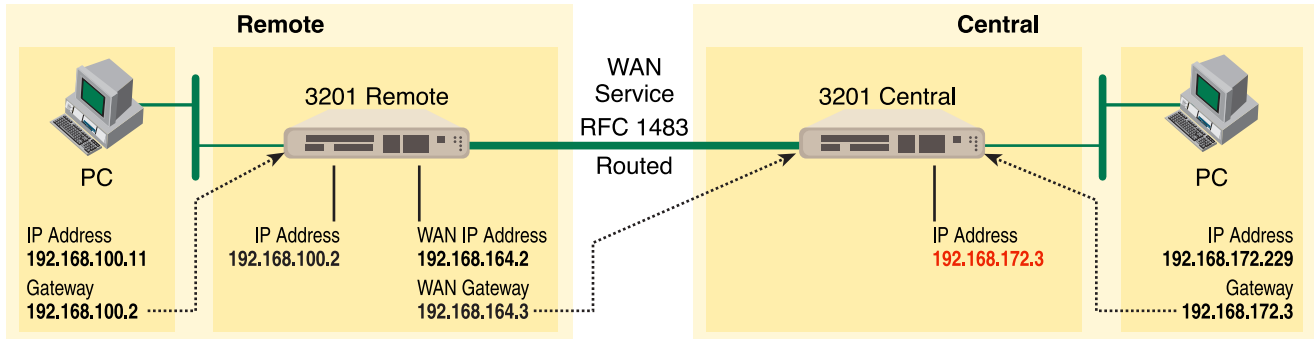 Remote
Central
3201 Remote
WAN
Service
RFC 1483
Routed
3201 Central
PC
PC
IP Address
192.168.100.11
Gateway
192.168.100.2
IP Address
192.168.100.2
WAN IP Address
192.168.164.2
WAN Gateway
192.168.164.3
IP Address
192.168.172.3
IP Address
192.168.172.229
Gateway
192.168.172.3